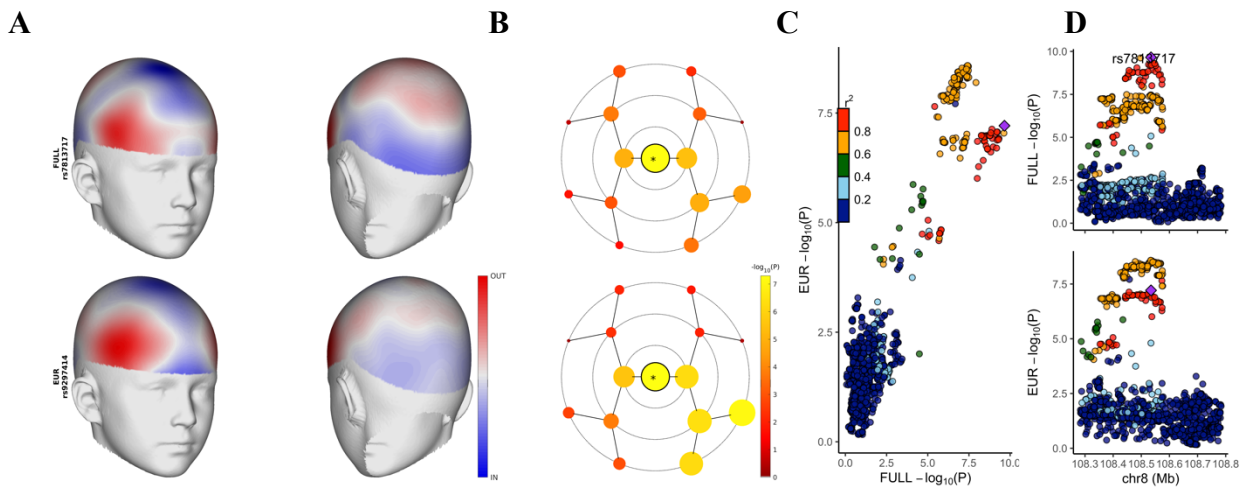 A
B
C
D
FULL
rs7813717
EUR
rs9297414
OUT
IN
*
*
-log10(P)
7
6
5
4
3
2
1
0
r2
0.8
0.6
0.4
0.2
7.5
5.0
2.5
0.0
EUR −log10(P)
0.0
2.5
5.0
7.5
10.0
FULL −log10(P)
10.0
7.5
5.0
2.5
0.0
FULL −log10(P)
7.5
5.0
2.5
0.0
EUR −log10(P)
108.3 108.4 108.5 108.6 108.7 108.8
chr8 (Mb)